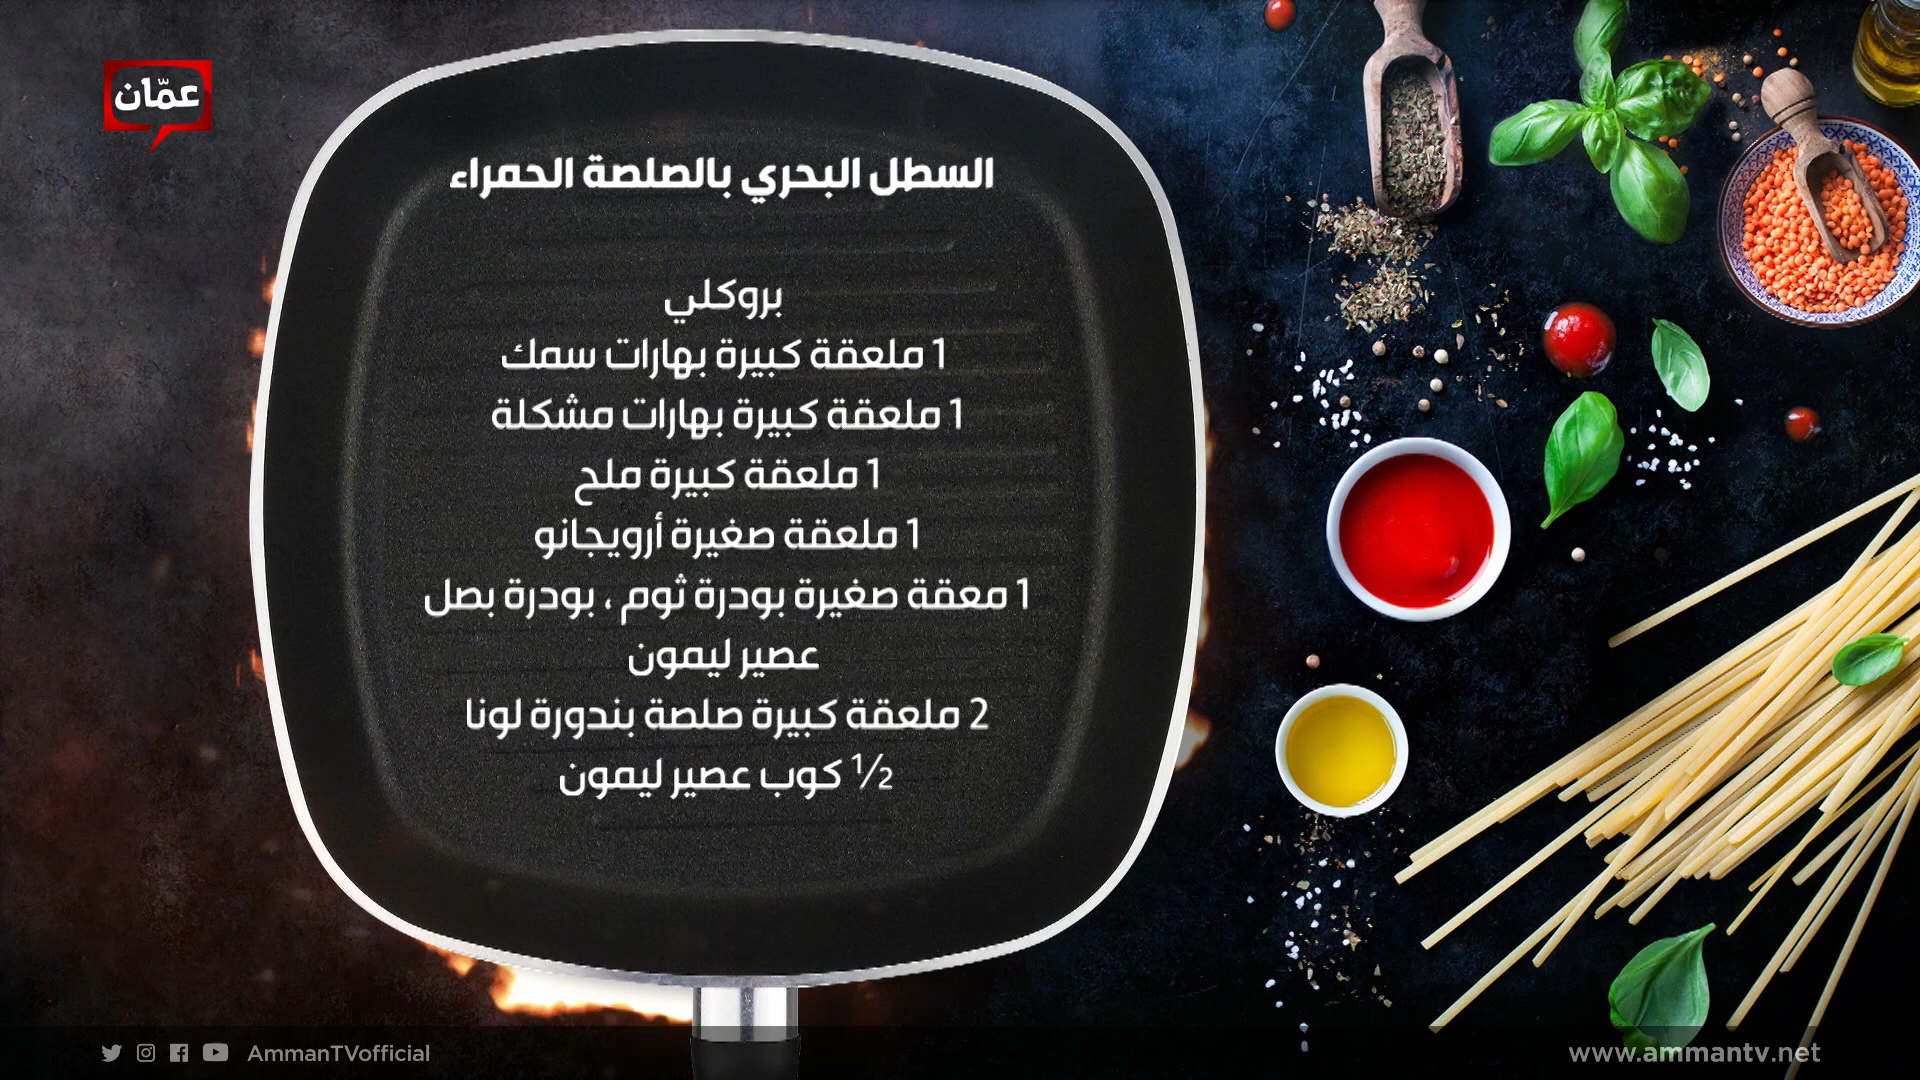 عمّان
السطل البحري بالصلصة الحمراء
بروكلي
1 ملعقة كبيرة بهارات سمك
1 ملعقة كبيرة بهارات مشكلة
1 ملعقة كبيرة ملح
1 ملعقة صغيرة أرويجانو
1 معقة صغيرة بودرة ثوم ، بودرة بصل
عصير ليمون
2 ملعقة كبيرة صلصة بندورة لونا
½ كوب عصير ليمون
AmmanTVofficial
www.ammantv.net